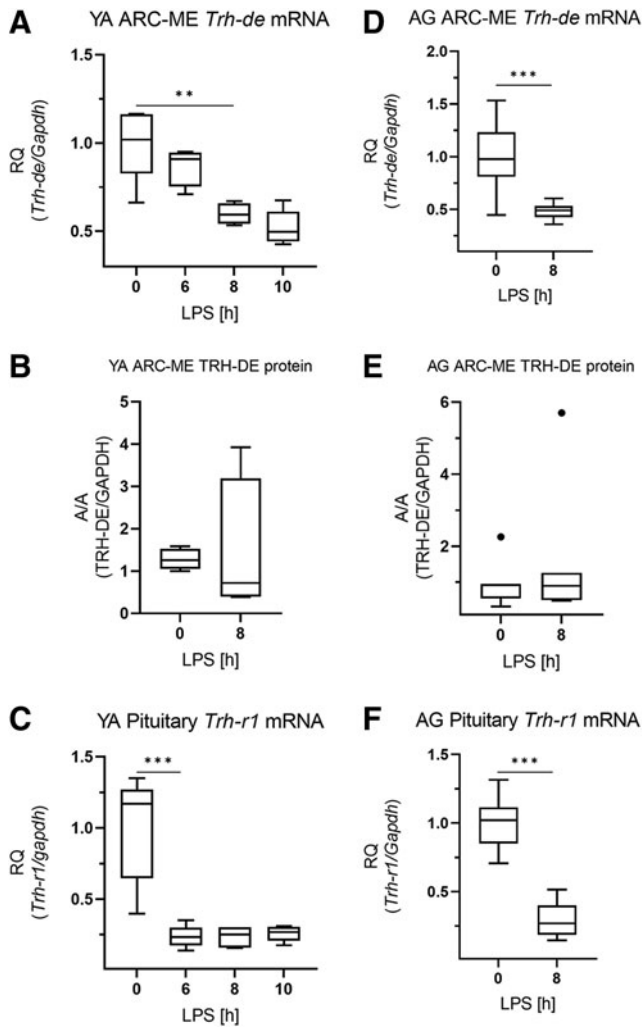 A
YA ARC-ME Trh-de mRNA
RQ
(Trh-de/Gapdh)
1.5
1.0
0.5
**
0 6 8 10
LPS [h]
D
AG ARC-ME Trh-de mRNA
RQ
(Trh-de/Gapdh)
2.0
1.5
1.0
0.5
***
0 8
LPS [h]
B
YA ARC-ME TRH-DE protein
A/A
(TRH-DE/GAPDH)
5
4
3
2
1
0
0 8
LPS [h]
E
AG ARC-ME TRH-DE protein
A/A
(TRH-DE/GAPDH)
6
4
2
0 8
LPS [h]
C
YA Pituitary Trh-r1 mRNA
RQ
(Trh-r1/gapdh)
1.5
1.0
0.5
***
0 6 8 10
LPS [h]
F
AG Pituitary Trh-r1 mRNA
RQ
(Trh-r1/Gapdh)
1.5
1.0
0.5
***
0 8
LPS [h]